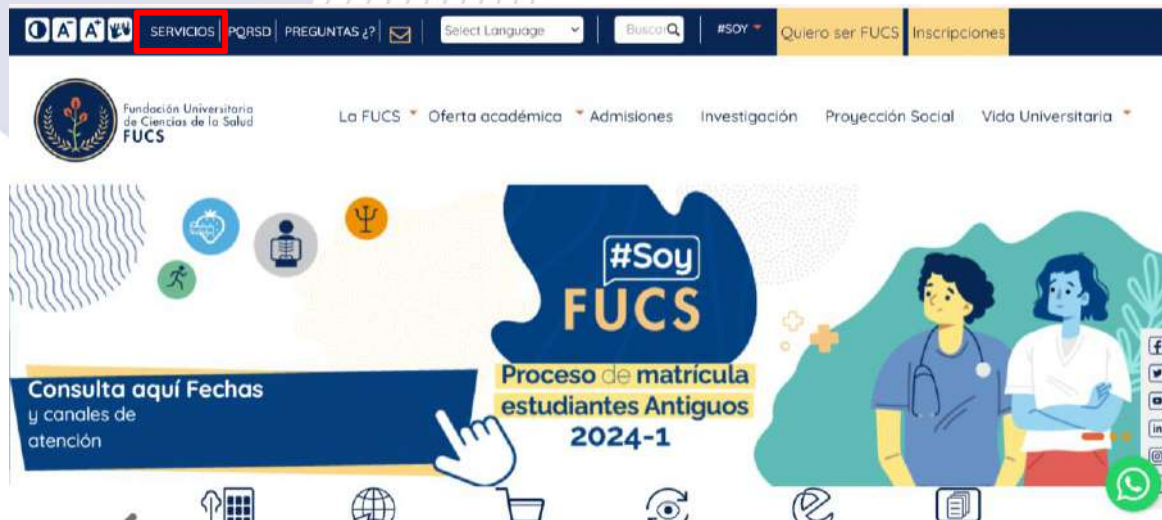 A- A+ SERVICIOS PQRSD PREGUNTAS ¿? Select Language Buscar #SOY Quiero ser FUCS Inscripciones
Fundación Universitaria
de Ciencias de la Salud
FUCS
La FUCS Oferta académica Admisiones Investigación Proyección Social Vida Universitaria
#Soy
FUCS
Proceso de matrícula
estudiantes Antiguos
2024-1
Consulta aquí Fechas
y canales de
atención